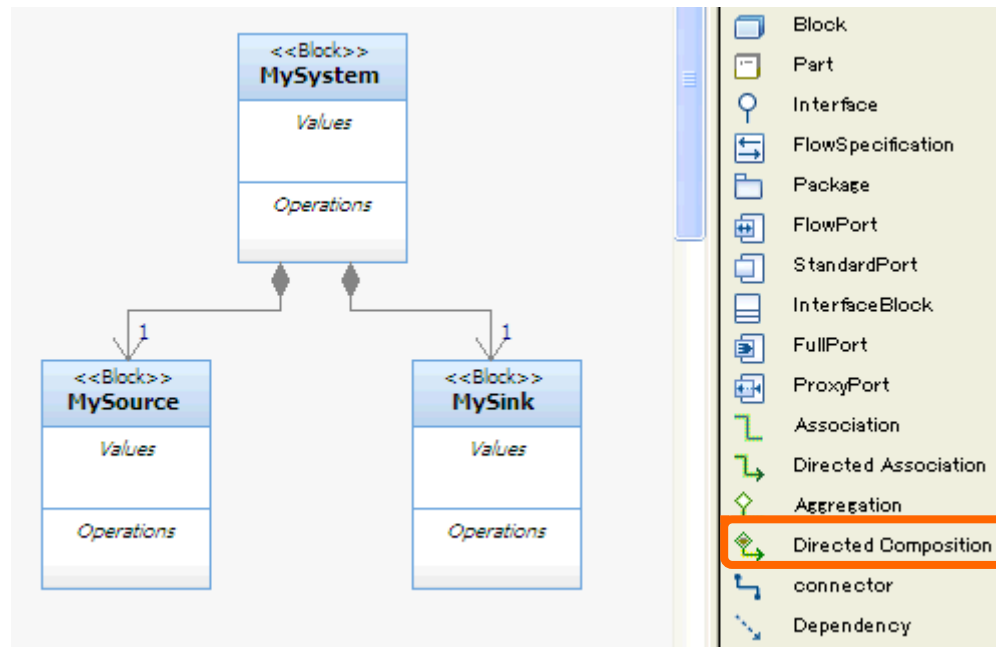 <<Block>>
MySystem
Values
Operations
1
1
<<Block>>
MySource
Values
Operations
<<Block>>
MySink
Values
Operations
Block
Part
Interface
FlowSpecification
Package
FlowPort
StandardPort
InterfaceBlock
FullPort
ProxyPort
Association
Directed Association
Aggregation
Directed Composition
connector
Dependency